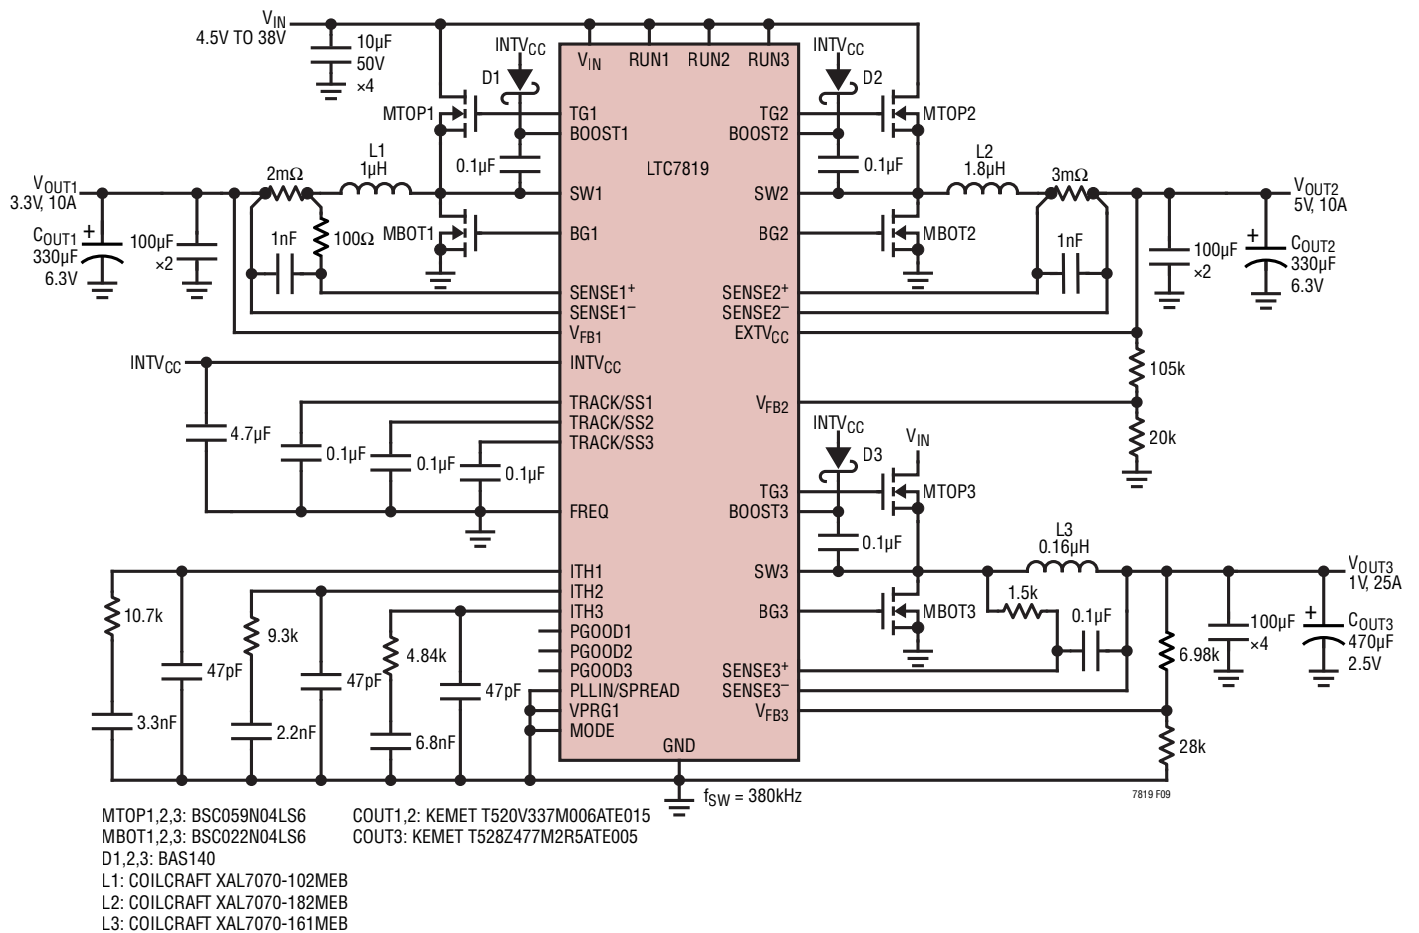 VIN
4.5V TO 38V
10µF
50V
×4
INTVCC
D1
MTOP1
0.1µF
L1
1µH
2mΩ
VOUT1
3.3V, 10A
COUT1
330µF
6.3V
+
100µF
×2
1nF
100Ω
MBOT1
VIN
RUN1
RUN2
RUN3
TG1
BOOST1
LTC7819
SW1
BG1
SENSE1+
SENSE1–
VFB1
INTVCC
TRACK/SS1
TRACK/SS2
TRACK/SS3
FREQ
ITH1
ITH2
ITH3
PGOOD1
PGOOD2
PGOOD3
PLLIN/SPREAD
VPRG1
MODE
GND
TG2
BOOST2
SW2
BG2
SENSE2+
SENSE2–
EXTVCC
VFB2
TG3
BOOST3
SW3
BG3
SENSE3+
SENSE3–
VFB3
INTVCC
D2
MTOP2
0.1µF
L2
1.8µH
3mΩ
VOUT2
5V, 10A
MBOT2
1nF
100µF
×2
+
COUT2
330µF
6.3V
105k
20k
INTVCC
4.7µF
0.1µF
0.1µF
0.1µF
INTVCC
D3
VIN
MTOP3
0.1µF
L3
0.16µH
VOUT3
1V, 25A
1.5k
0.1µF
MBOT3
100µF
×4
+
COUT3
470µF
2.5V
6.98k
28k
10.7k
47pF
3.3nF
9.3k
47pF
2.2nF
4.84k
47pF
6.8nF
fSW = 380kHz
7819 F09
MTOP1,2,3: BSC059N04LS6
MBOT1,2,3: BSC022N04LS6
D1,2,3: BAS140
L1: COILCRAFT XAL7070-102MEB
L2: COILCRAFT XAL7070-182MEB
L3: COILCRAFT XAL7070-161MEB
COUT1,2: KEMET T520V337M006ATE015
COUT3: KEMET T528Z477M2R5ATE005